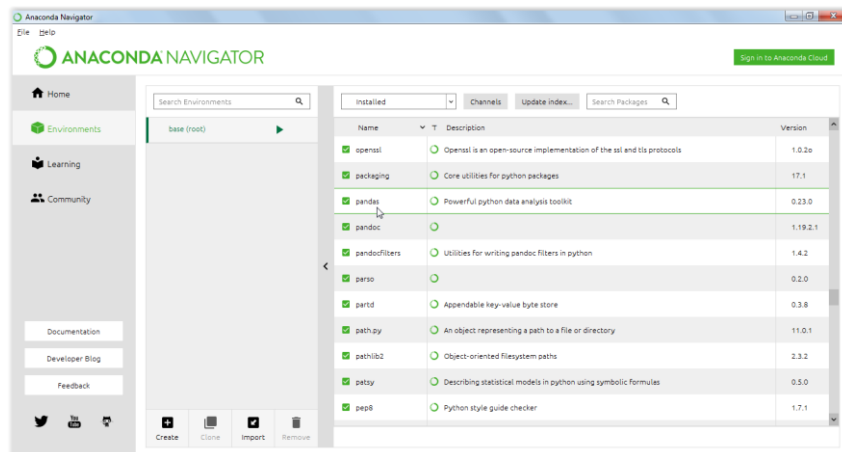 Anaconda Navigator
File Help
ANACONDA NAVIGATOR
Sign in to Anaconda Cloud
Home
Environments
Learning
Community
Documentation
Developer Blog
Feedback
You
Tube
Search Environments
base (root)
Create Clone Import Remove
Installed Channels Update index... Search Packages
Name T Description Version
openssl Openssl is an open-source implementation of the ssl and tls protocols 1.0.2o
packaging Core utilities for python packages 17.1
pandas Powerful python data analysis toolkit 0.23.0
pandoc 1.19.2.1
pandocfilters Utilities for writing pandoc filters in python 1.4.2
parso 0.2.0
partd Appendable key-value byte store 0.3.8
path.py An object representing a path to a file or directory 11.0.1
pathlib2 Object-oriented filesystem paths 2.3.2
patsy Describing statistical models in python using symbolic formulas 0.5.0
pep8 Python style guide checker 1.7.1